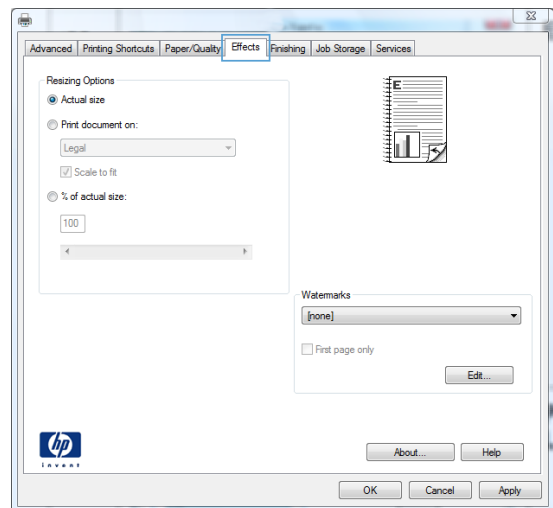 Advanced Printing Shortcuts Paper/Quality Effects Finishing Job Storage Services
Resizing Options
Actual size
Print document on:
Legal
Scale to fit
% of actual size:
100
E
Watermarks
[none]
First page only
Edit...
hp
invent
About... Help
OK Cancel Apply